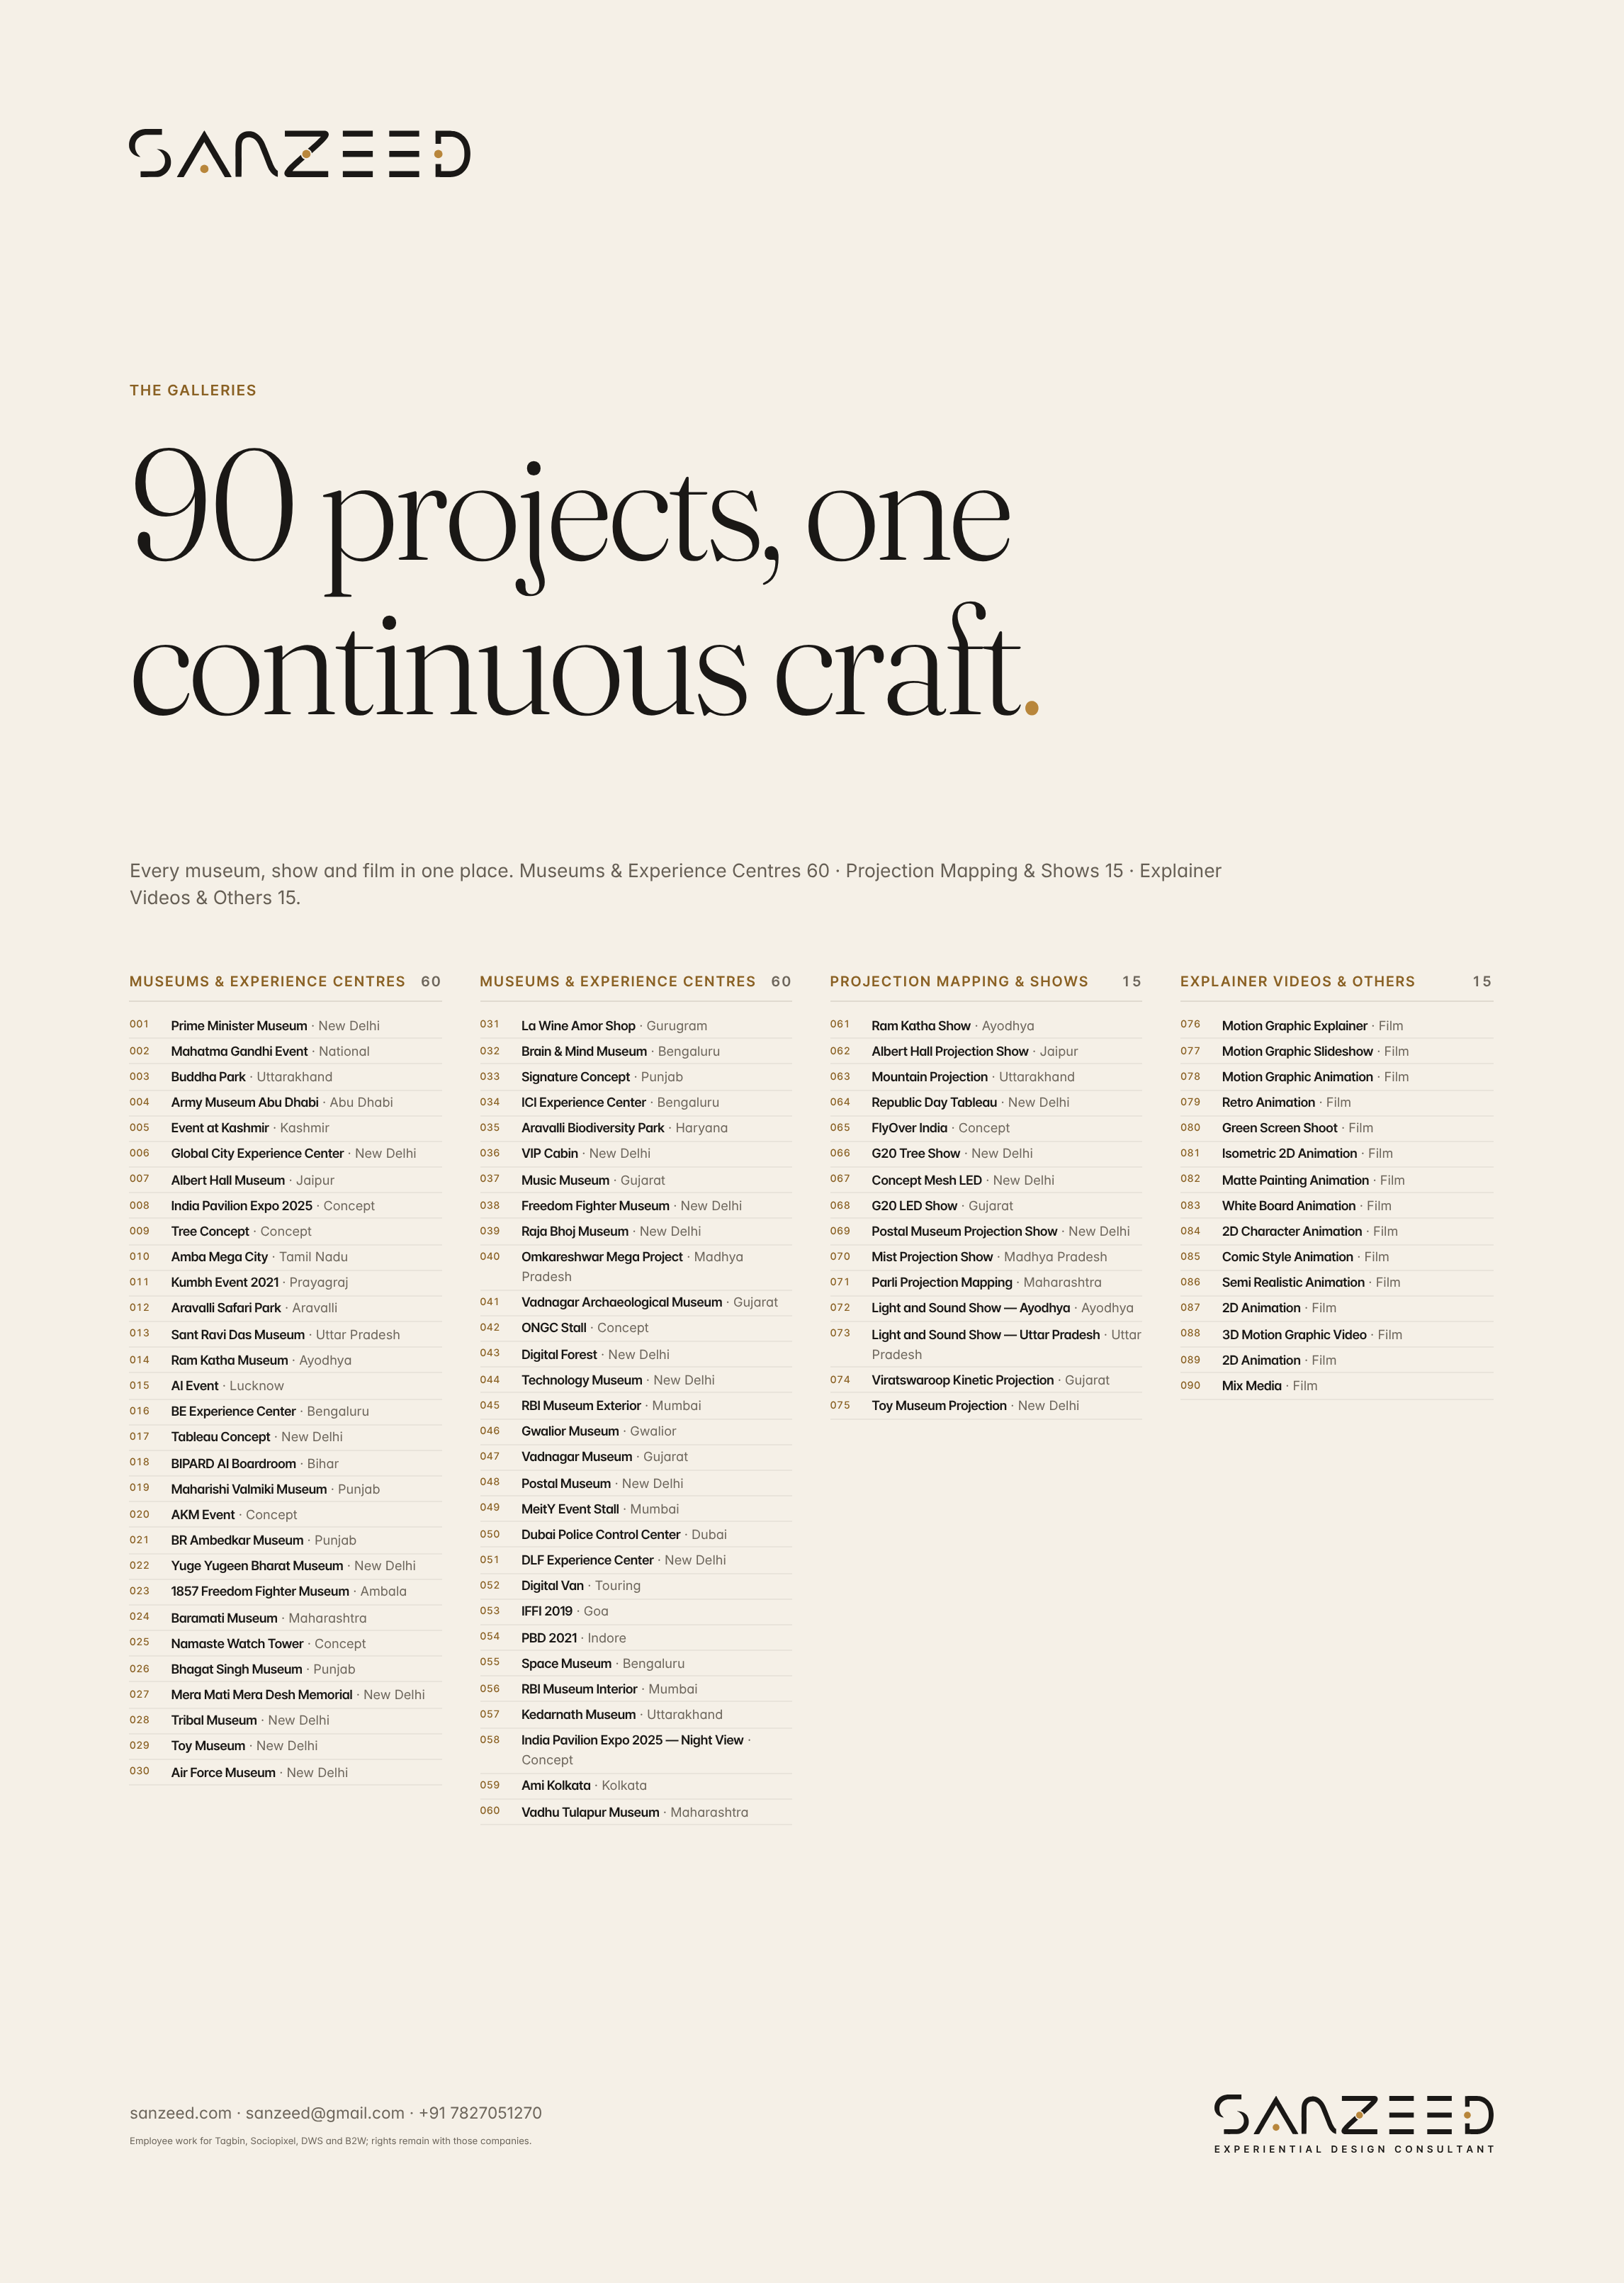 SANZEED
THE GALLERIES
90 projects, one
continuous craft.
Every museum, show and film in one place. Museums & Experience Centres 60 · Projection Mapping & Shows 15 · Explainer
Videos & Others 15.
MUSEUMS & EXPERIENCE CENTRES 60
001 Prime Minister Museum · New Delhi
002 Mahatma Gandhi Event · National
003 Buddha Park · Uttarakhand
004 Army Museum Abu Dhabi · Abu Dhabi
005 Event at Kashmir · Kashmir
006 Global City Experience Center · New Delhi
007 Albert Hall Museum · Jaipur
008 India Pavilion Expo 2025 · Concept
009 Tree Concept · Concept
010 Amba Mega City · Tamil Nadu
011 Kumbh Event 2021 · Prayagraj
012 Aravalli Safari Park · Aravalli
013 Sant Ravi Das Museum · Uttar Pradesh
014 Ram Katha Museum · Ayodhya
015 AI Event · Lucknow
016 BE Experience Center · Bengaluru
017 Tableau Concept · New Delhi
018 BIPARD AI Boardroom · Bihar
019 Maharishi Valmiki Museum · Punjab
020 AKM Event · Concept
021 BR Ambedkar Museum · Punjab
022 Yuge Yugeen Bharat Museum · New Delhi
023 1857 Freedom Fighter Museum · Ambala
024 Baramati Museum · Maharashtra
025 Namaste Watch Tower · Concept
026 Bhagat Singh Museum · Punjab
027 Mera Mati Mera Desh Memorial · New Delhi
028 Tribal Museum · New Delhi
029 Toy Museum · New Delhi
030 Air Force Museum · New Delhi
MUSEUMS & EXPERIENCE CENTRES 60
031 La Wine Amor Shop · Gurugram
032 Brain & Mind Museum · Bengaluru
033 Signature Concept · Punjab
034 ICI Experience Center · Bengaluru
035 Aravalli Biodiversity Park · Haryana
036 VIP Cabin · New Delhi
037 Music Museum · Gujarat
038 Freedom Fighter Museum · New Delhi
039 Raja Bhoj Museum · New Delhi
040 Omkareshwar Mega Project · Madhya
Pradesh
041 Vadnagar Archaeological Museum · Gujarat
042 ONGC Stall · Concept
043 Digital Forest · New Delhi
044 Technology Museum · New Delhi
045 RBI Museum Exterior · Mumbai
046 Gwalior Museum · Gwalior
047 Vadnagar Museum · Gujarat
048 Postal Museum · New Delhi
049 MeitY Event Stall · Mumbai
050 Dubai Police Control Center · Dubai
051 DLF Experience Center · New Delhi
052 Digital Van · Touring
053 IFFI 2019 · Goa
054 PBD 2021 · Indore
055 Space Museum · Bengaluru
056 RBI Museum Interior · Mumbai
057 Kedarnath Museum · Uttarakhand
058 India Pavilion Expo 2025 — Night View ·
Concept
059 Ami Kolkata · Kolkata
060 Vadhu Tulapur Museum · Maharashtra
PROJECTION MAPPING & SHOWS 15
061 Ram Katha Show · Ayodhya
062 Albert Hall Projection Show · Jaipur
063 Mountain Projection · Uttarakhand
064 Republic Day Tableau · New Delhi
065 FlyOver India · Concept
066 G20 Tree Show · New Delhi
067 Concept Mesh LED · New Delhi
068 G20 LED Show · Gujarat
069 Postal Museum Projection Show · New Delhi
070 Mist Projection Show · Madhya Pradesh
071 Parli Projection Mapping · Maharashtra
072 Light and Sound Show — Ayodhya · Ayodhya
073 Light and Sound Show — Uttar Pradesh · Uttar
Pradesh
074 Viratswaroop Kinetic Projection · Gujarat
075 Toy Museum Projection · New Delhi
EXPLAINER VIDEOS & OTHERS 15
076 Motion Graphic Explainer · Film
077 Motion Graphic Slideshow · Film
078 Motion Graphic Animation · Film
079 Retro Animation · Film
080 Green Screen Shoot · Film
081 Isometric 2D Animation · Film
082 Matte Painting Animation · Film
083 White Board Animation · Film
084 2D Character Animation · Film
085 Comic Style Animation · Film
086 Semi Realistic Animation · Film
087 2D Animation · Film
088 3D Motion Graphic Video · Film
089 2D Animation · Film
090 Mix Media · Film
sanzeed.com · sanzeed@gmail.com · +91 7827051270
Employee work for Tagbin, Sociopixel, DWS and B2W; rights remain with those companies.
SANZEED
EXPERIENTIAL DESIGN CONSULTANT